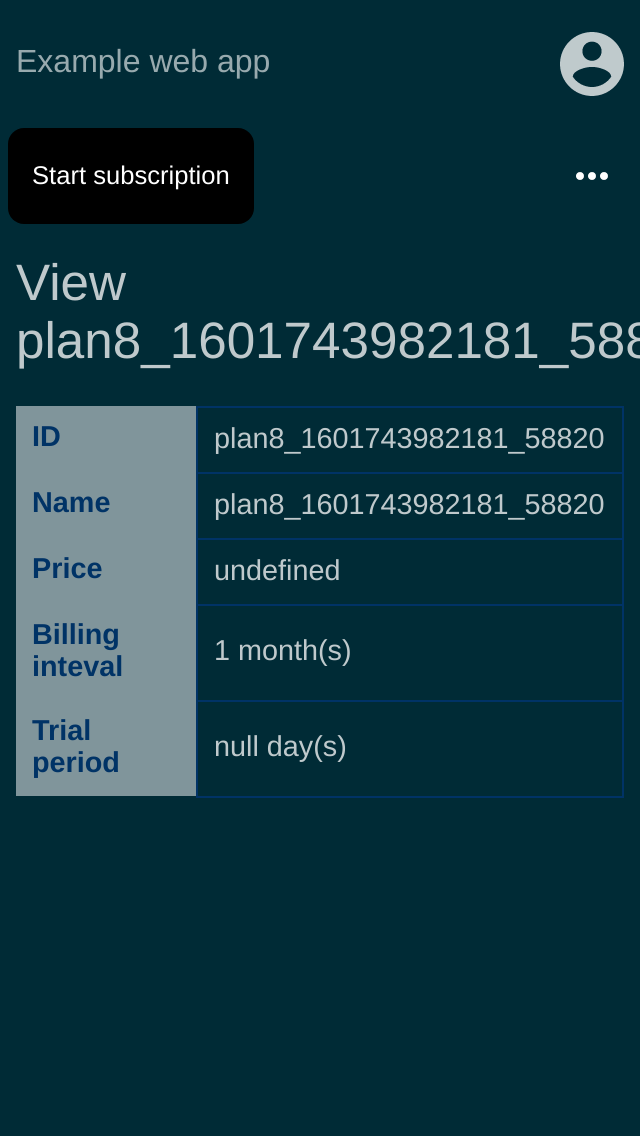 Example web app
Start subscription
View
plan8_1601743982181_588
ID
plan8_1601743982181_58820
Name
plan8_1601743982181_58820
Price
undefined
Billing
inteval
1 month(s)
Trial
period
null day(s)